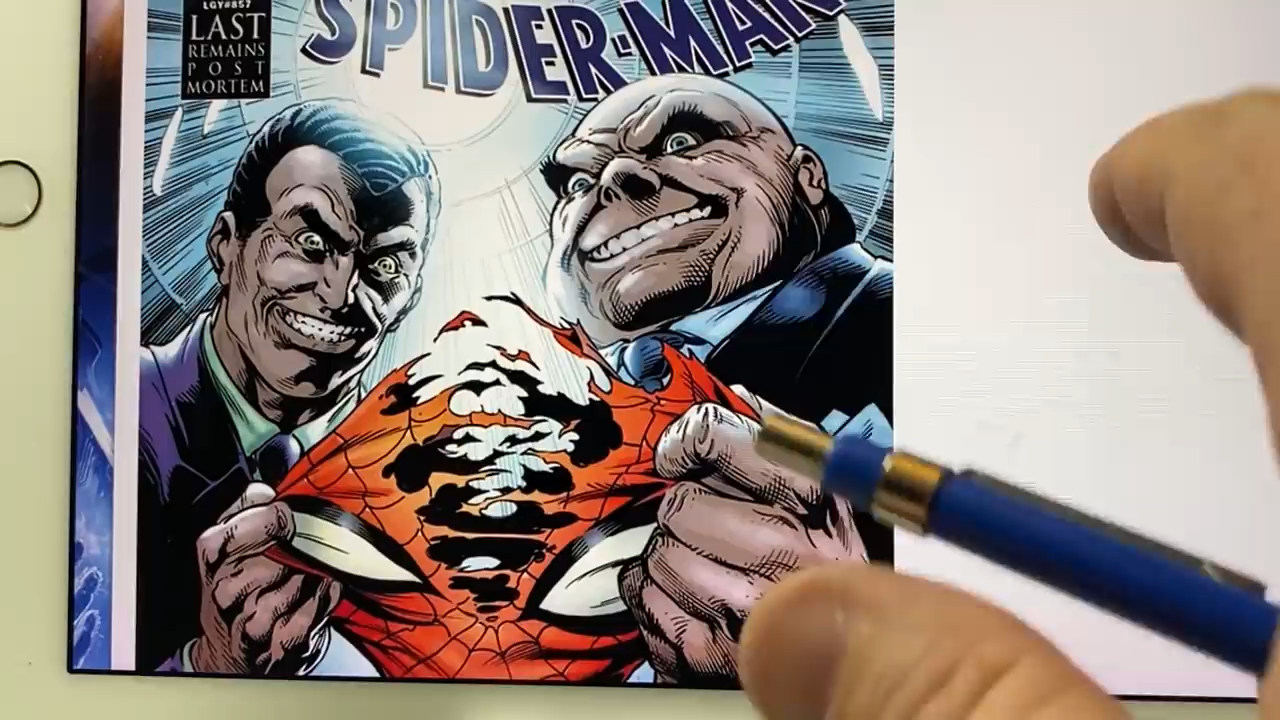 LGY#857
LAST
REMAINS
POST
MORTEM
SPIDER-MAN